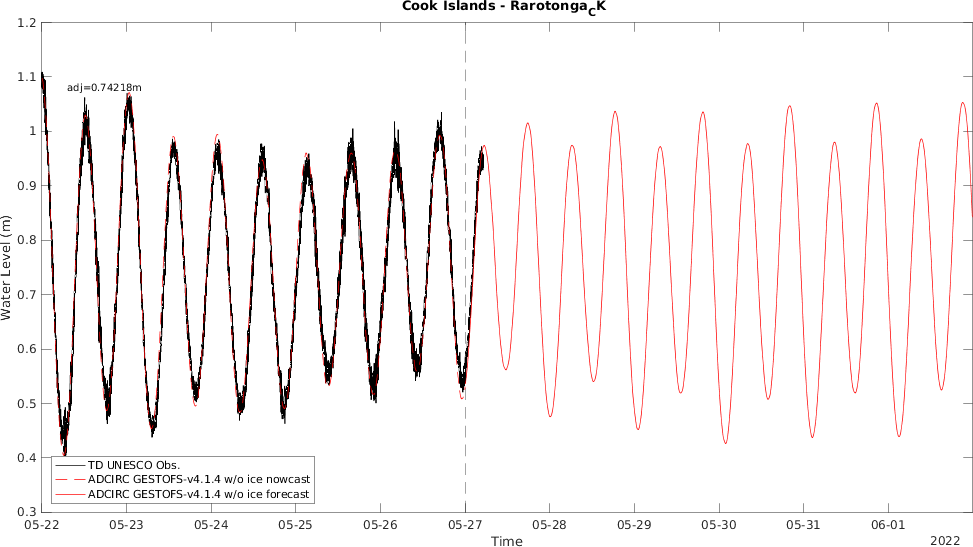 Cook Islands - Rarotonga_CK
adj=0.74218m
Water Level (m)
1.2
1.1
1
0.9
0.8
0.7
0.6
0.5
0.4
0.3
TD UNESCO Obs.
ADCIRC GESTOFS-v4.1.4 w/o ice nowcast
ADCIRC GESTOFS-v4.1.4 w/o ice forecast
05-22 05-23 05-24 05-25 05-26 05-27 05-28 05-29 05-30 05-31 06-01
Time
2022